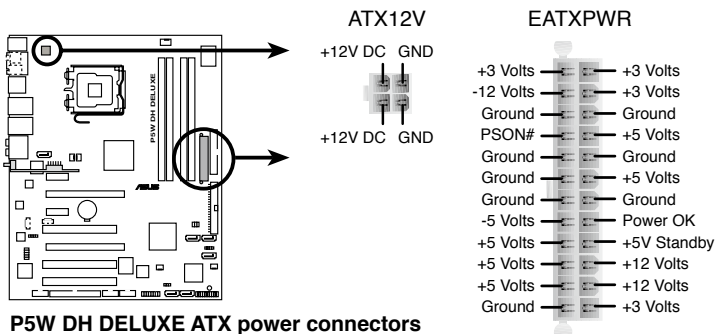 ATX12V
EATXPWR
+12V DC GND
+12V DC GND
+3 Volts
-12 Volts
Ground
PSON#
Ground
Ground
Ground
-5 Volts
+5 Volts
+5 Volts
+5 Volts
Ground
+3 Volts
+3 Volts
Ground
+5 Volts
Ground
+5 Volts
Ground
Power OK
+5V Standby
+12 Volts
+12 Volts
+3 Volts
P5W DH DELUXE
/ISUS
P5W DH DELUXE ATX power connectors